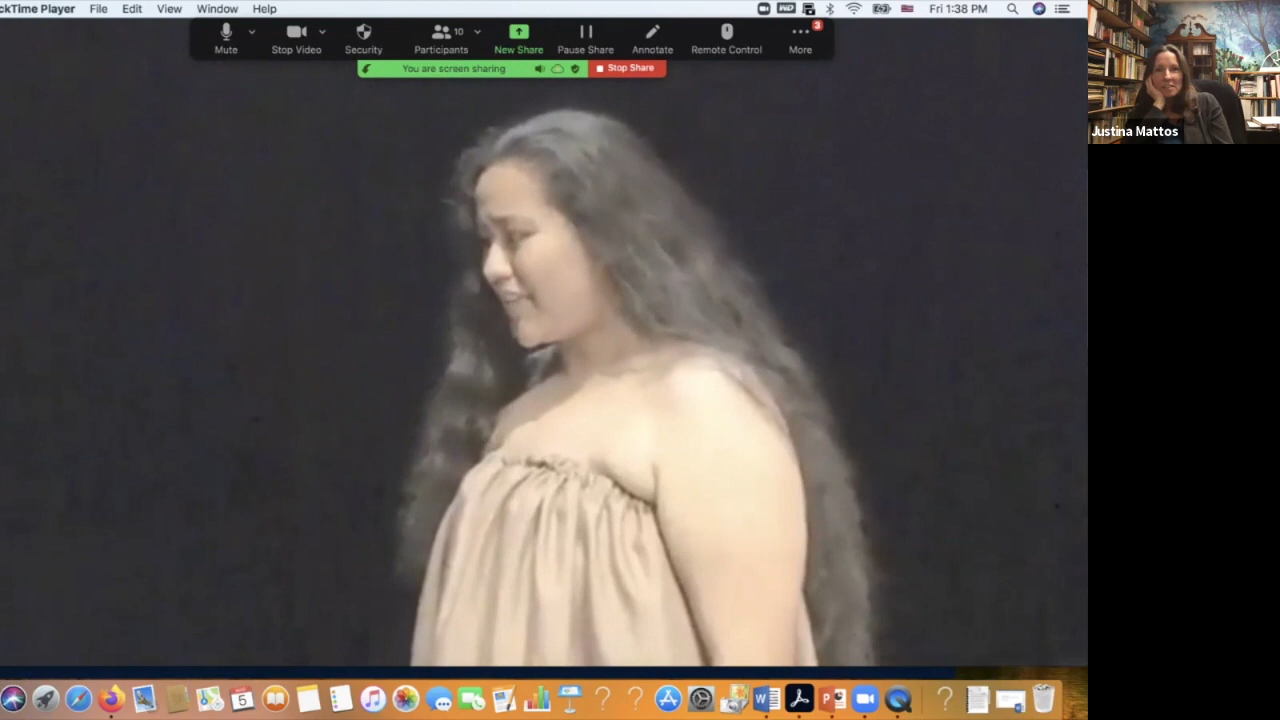 ckTime Player File Edit View Window Help Fri 1:38 PM
Mute Stop Video Security Participants 10 New Share Pause Share Annotate Remote Control More 3
You are screen sharing Stop Share
Justina Mattos
5